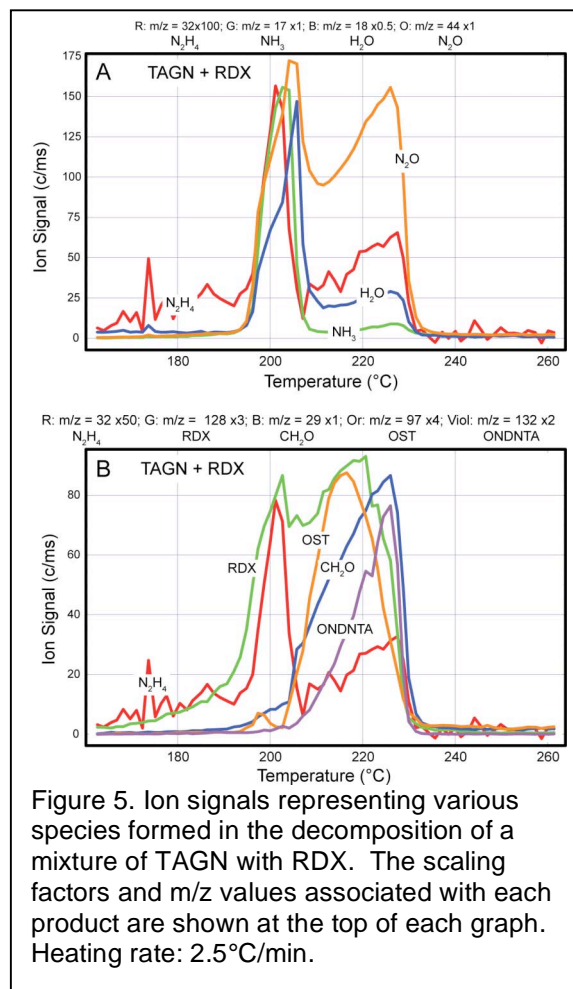 R: m/z = 32x100; G: m/z = 17 x1; B: m/z = 18 x0.5; O: m/z = 44 x1
N₂H₄ NH₃ H₂O N₂O
A TAGN + RDX
175
150
125
100
75
50
25
0
Ion Signal (c/ms)
N₂O
N₂H₄
H₂O
NH₃
180 200 220 240 260
Temperature (°C)
R: m/z = 32 x50; G: m/z = 128 x3; B: m/z = 29 x1; Or: m/z = 97 x4; Viol: m/z = 132 x2
N₂H₄ RDX CH₂O OST ONDNTA
B TAGN + RDX
80
60
40
20
0
Ion Signal (c/ms)
OST
RDX
CH₂O
ONDNTA
N₂H₄
180 200 220 240 260
Temperature (°C)
Figure 5. Ion signals representing various
species formed in the decomposition of a
mixture of TAGN with RDX. The scaling
factors and m/z values associated with each
product are shown at the top of each graph.
Heating rate: 2.5°C/min.